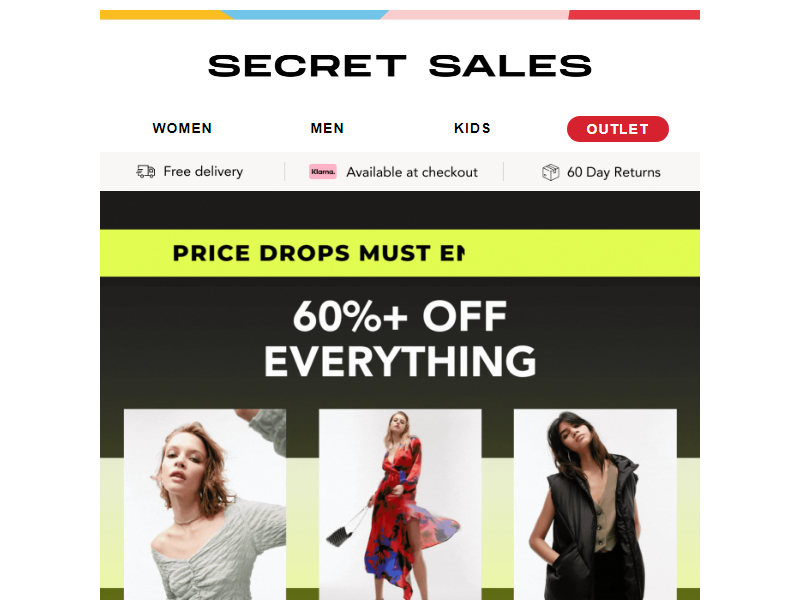 SECRET SALES
WOMEN MEN KIDS OUTLET
Free delivery Klarna. Available at checkout 60 Day Returns
PRICE DROPS MUST
60%+ OFF
EVERYTHING